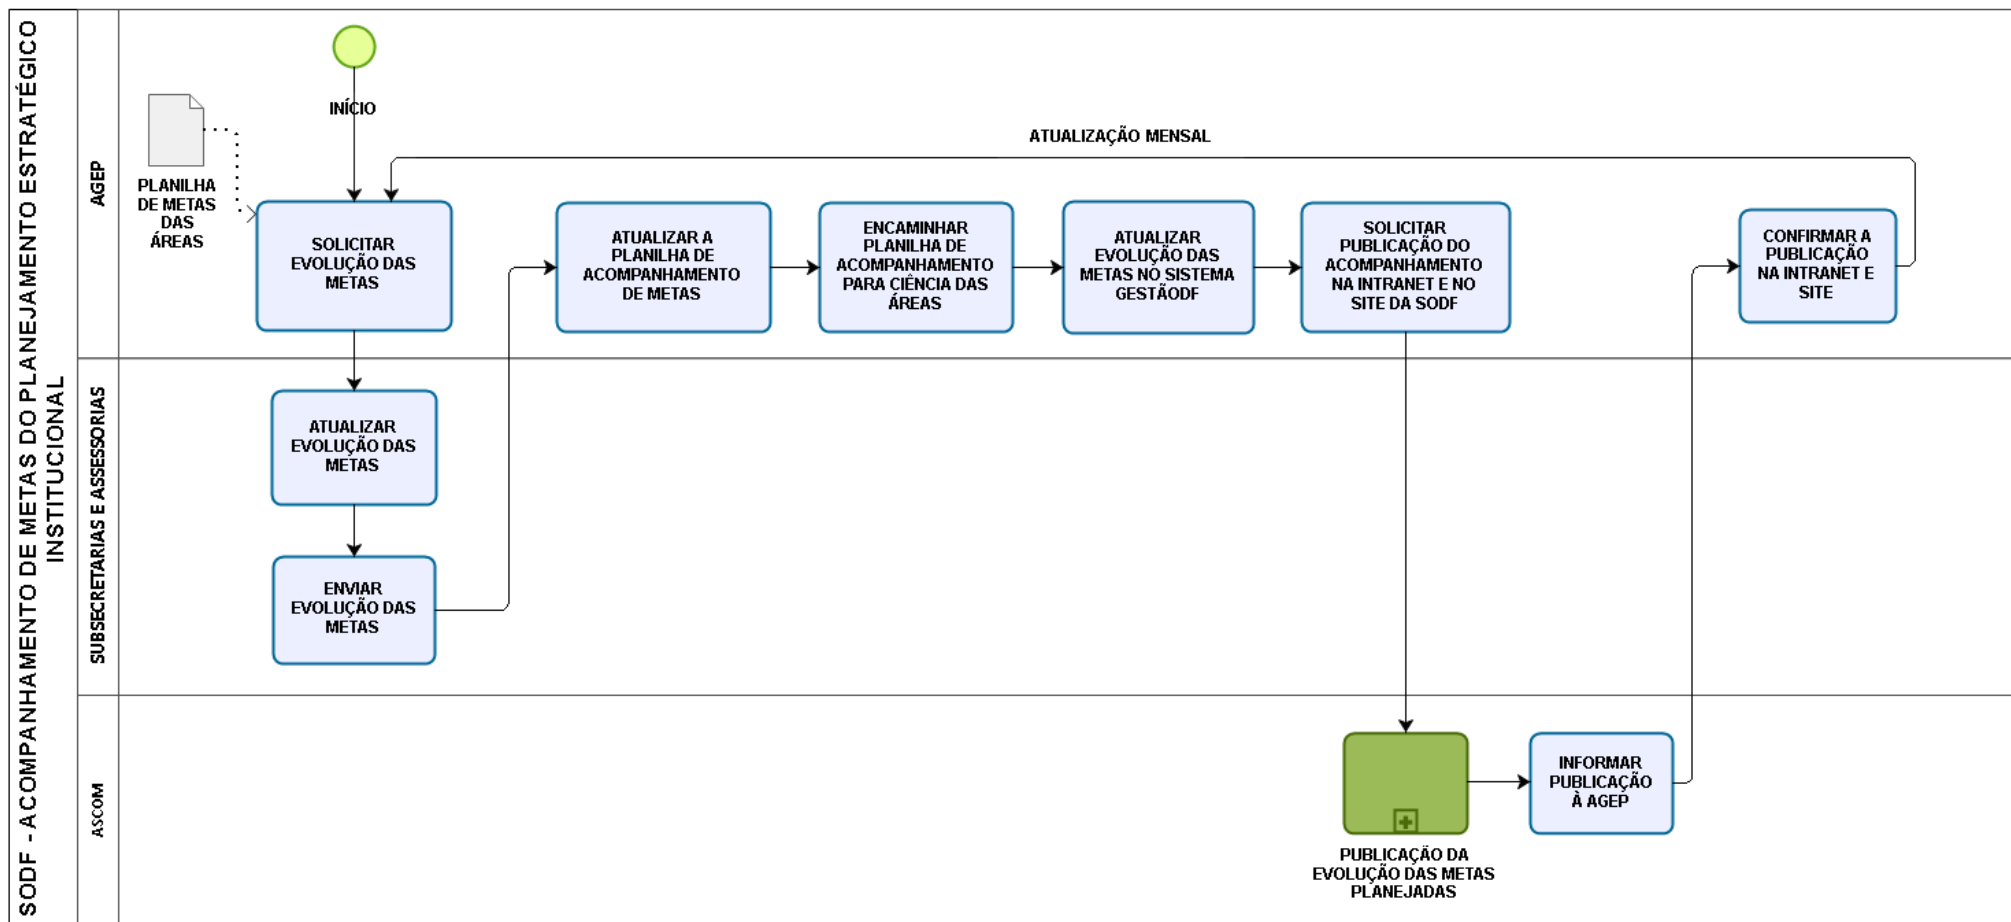 SODF - ACOMPANHAMENTO DE METAS DO PLANEJAMENTO ESTRATÉGICO
INSTITUCIONAL
AGEP
INÍCIO
PLANILHA
DE METAS
DAS
ÁREAS
ATUALIZAÇÃO MENSAL
SOLICITAR
EVOLUÇÃO DAS
METAS
ATUALIZAR A
PLANILHA DE
ACOMPANHAMENTO
DE METAS
ENCAMINHAR
PLANILHA DE
ACOMPANHAMENTO
PARA CIÊNCIA DAS
ÁREAS
ATUALIZAR
EVOLUÇÃO DAS
METAS NO SISTEMA
GESTÃODF
SOLICITAR
PUBLICAÇÃO DO
ACOMPANHAMENTO
NA INTRANET E NO
SITE DA SODF
CONFIRMAR A
PUBLICAÇÃO
NA INTRANET E
SITE
SUBSECRETARIAS E ASSESSORIAS
ATUALIZAR
EVOLUÇÃO DAS
METAS
ENVIAR
EVOLUÇÃO DAS
METAS
ASCOM
PUBLICAÇÃO DA
EVOLUÇÃO DAS METAS
PLANEJADAS
INFORMAR
PUBLICAÇÃO
À AGEP